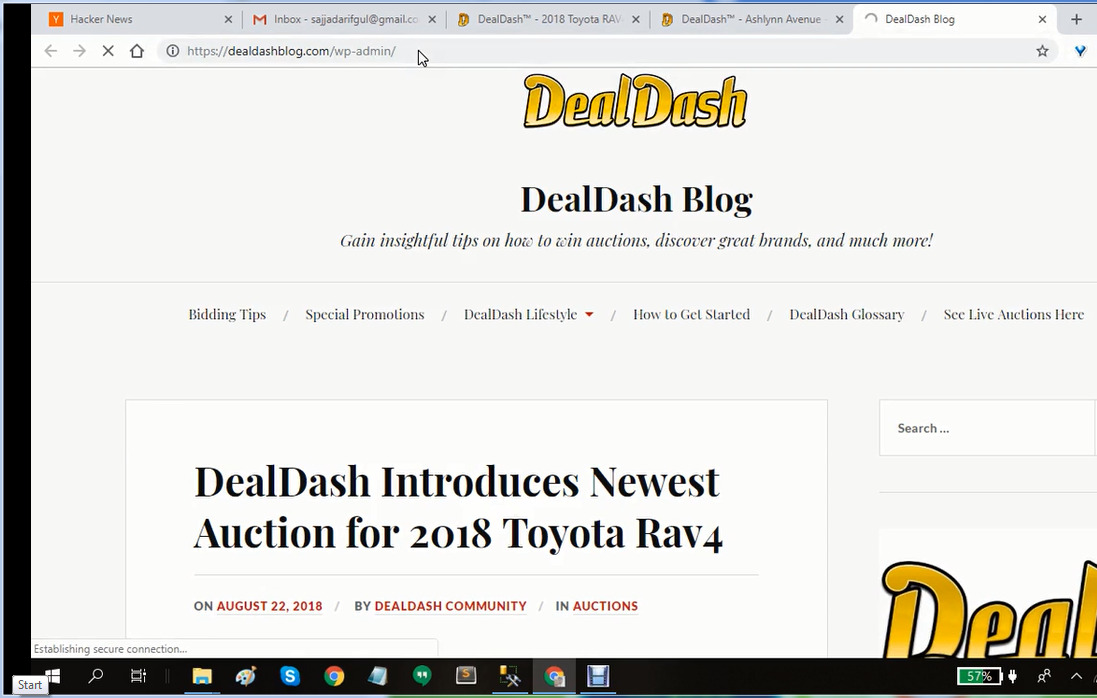 Hacker News
Inbox - sajjadarifgul@gmail.co
DealDash™ - 2018 Toyota RAV
DealDash™ - Ashlynn Avenue
DealDash Blog
https://dealdashblog.com/wp-admin/
DealDash
DealDash Blog
Gain insightful tips on how to win auctions, discover great brands, and much more!
Bidding Tips / Special Promotions / DealDash Lifestyle / How to Get Started / DealDash Glossary / See Live Auctions Here
DealDash Introduces Newest
Auction for 2018 Toyota Rav4
ON AUGUST 22, 2018 / BY DEALDASH COMMUNITY / IN AUCTIONS
Search ...
Deal
Establishing secure connection...
Start
57%